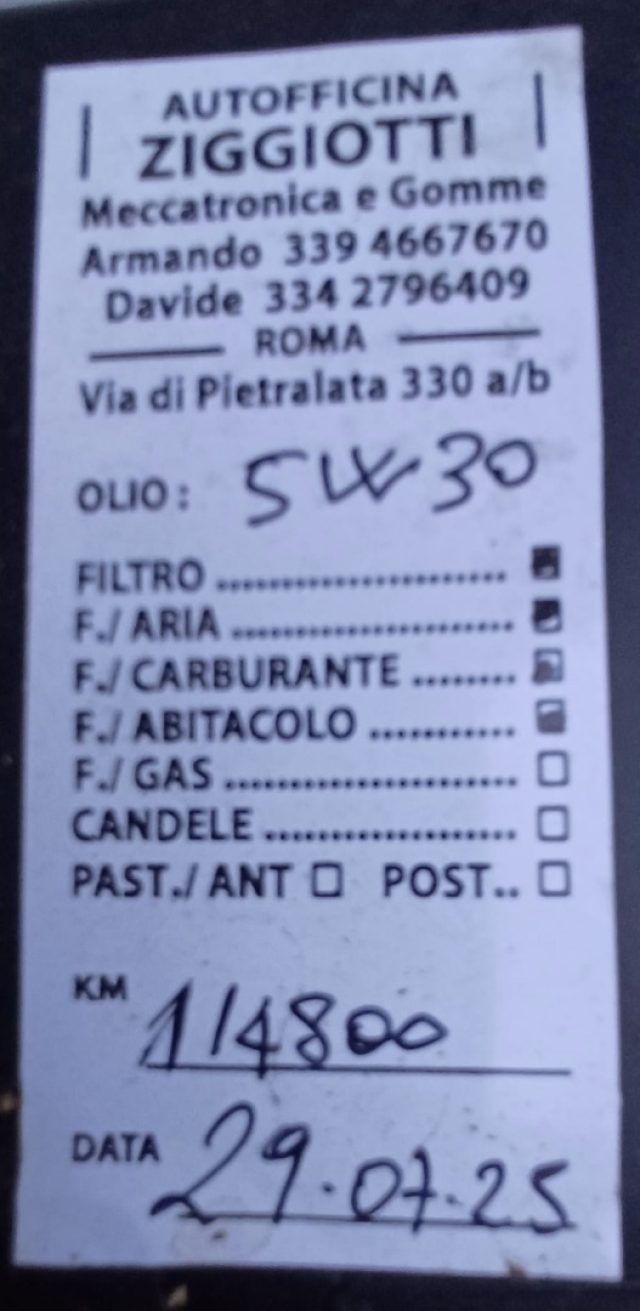 AUTOFFICINA
ZIGGIOTTI
Meccatronica e Gomme
Armando 339 4667670
Davide 334 2796409
ROMA
Via di Pietralata 330 a/b
OLIO: 5W30
FILTRO ........................
F./ ARIA ........................
F./ CARBURANTE ........
F./ ABITACOLO ............
F./ GAS ........................
CANDELE ....................
PAST./ ANT POST..
KM 114800
DATA 29.07.25